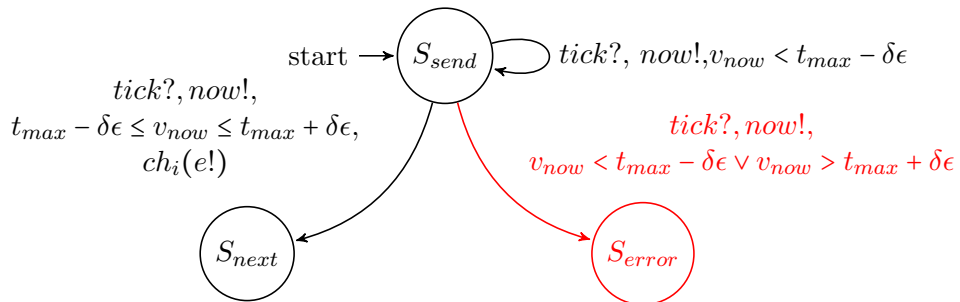 start
S_send
tick?, now!,v_now < t_max − δϵ
tick?, now!,
t_max − δϵ ≤ v_now ≤ t_max + δϵ,
ch_i(e!)
tick?, now!,
v_now < t_max − δϵ ∨ v_now > t_max + δϵ
S_next
S_error